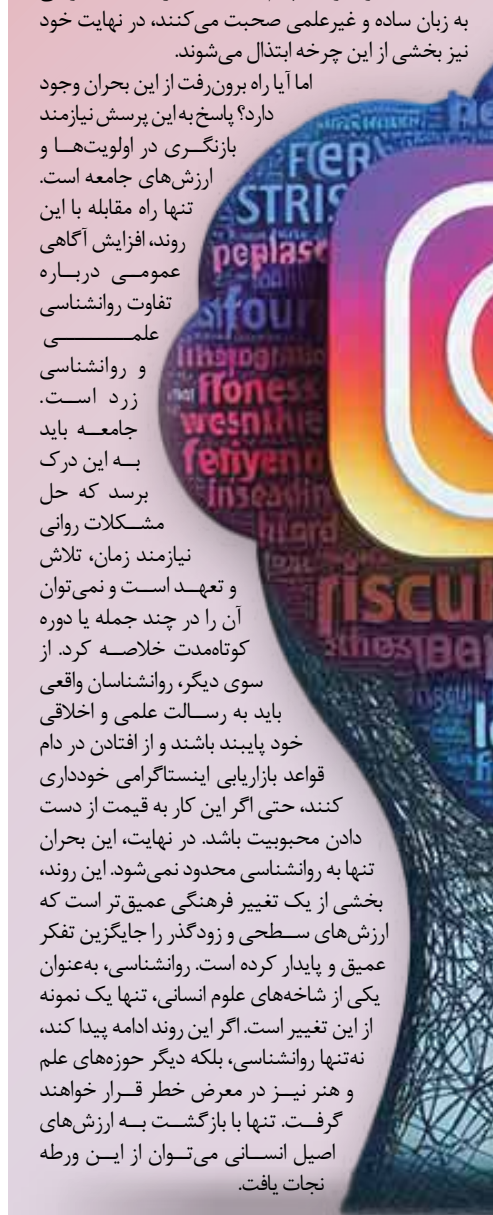 به زبان ساده و غیرعلمی صحبت می‌کنند، در نهایت خود
نیز بخشی از این چرخه ابتذال می‌شوند.
اما آیا راه برون‌رفت از این بحران وجود
دارد؟ پاسخ به این پرسش نیازمند
بازنگری در اولویت‌ها و
ارزش‌های جامعه است.
تنها راه مقابله با این
روند، افزایش آگاهی
عمومی درباره
تفاوت روانشناسی
علمی
و روانشناسی
زرد است.
جامعه باید
به این درک
برسد که حل
مشکلات روانی
نیازمند زمان، تلاش
و تعهد است و نمی‌توان
آن را در چند جمله یا دوره
کوتاه‌مدت خلاصه کرد. از
سوی دیگر، روانشناسان واقعی
باید به رسالت علمی و اخلاقی
خود پایبند باشند و از افتادن در دام
قواعد بازاریابی اینستاگرامی خودداری
کنند، حتی اگر این کار به قیمت از دست
دادن محبوبیت باشد. در نهایت، این بحران
تنها به روانشناسی محدود نمی‌شود. این روند،
بخشی از یک تغییر فرهنگی عمیق‌تر است که
ارزش‌های سطحی و زودگذر را جایگزین تفکر
عمیق و پایدار کرده است. روانشناسی، به‌عنوان
یکی از شاخه‌های علوم انسانی، تنها یک نمونه
از این تغییر است. اگر این روند ادامه پیدا کند،
نه‌تنها روانشناسی، بلکه دیگر حوزه‌های علم
و هنر نیز در معرض خطر قرار خواهند
گرفت. تنها با بازگشت به ارزش‌های
اصیل انسانی می‌توان از این ورطه
نجات یافت.
STRIS
peplase
four
ffoness
riscul